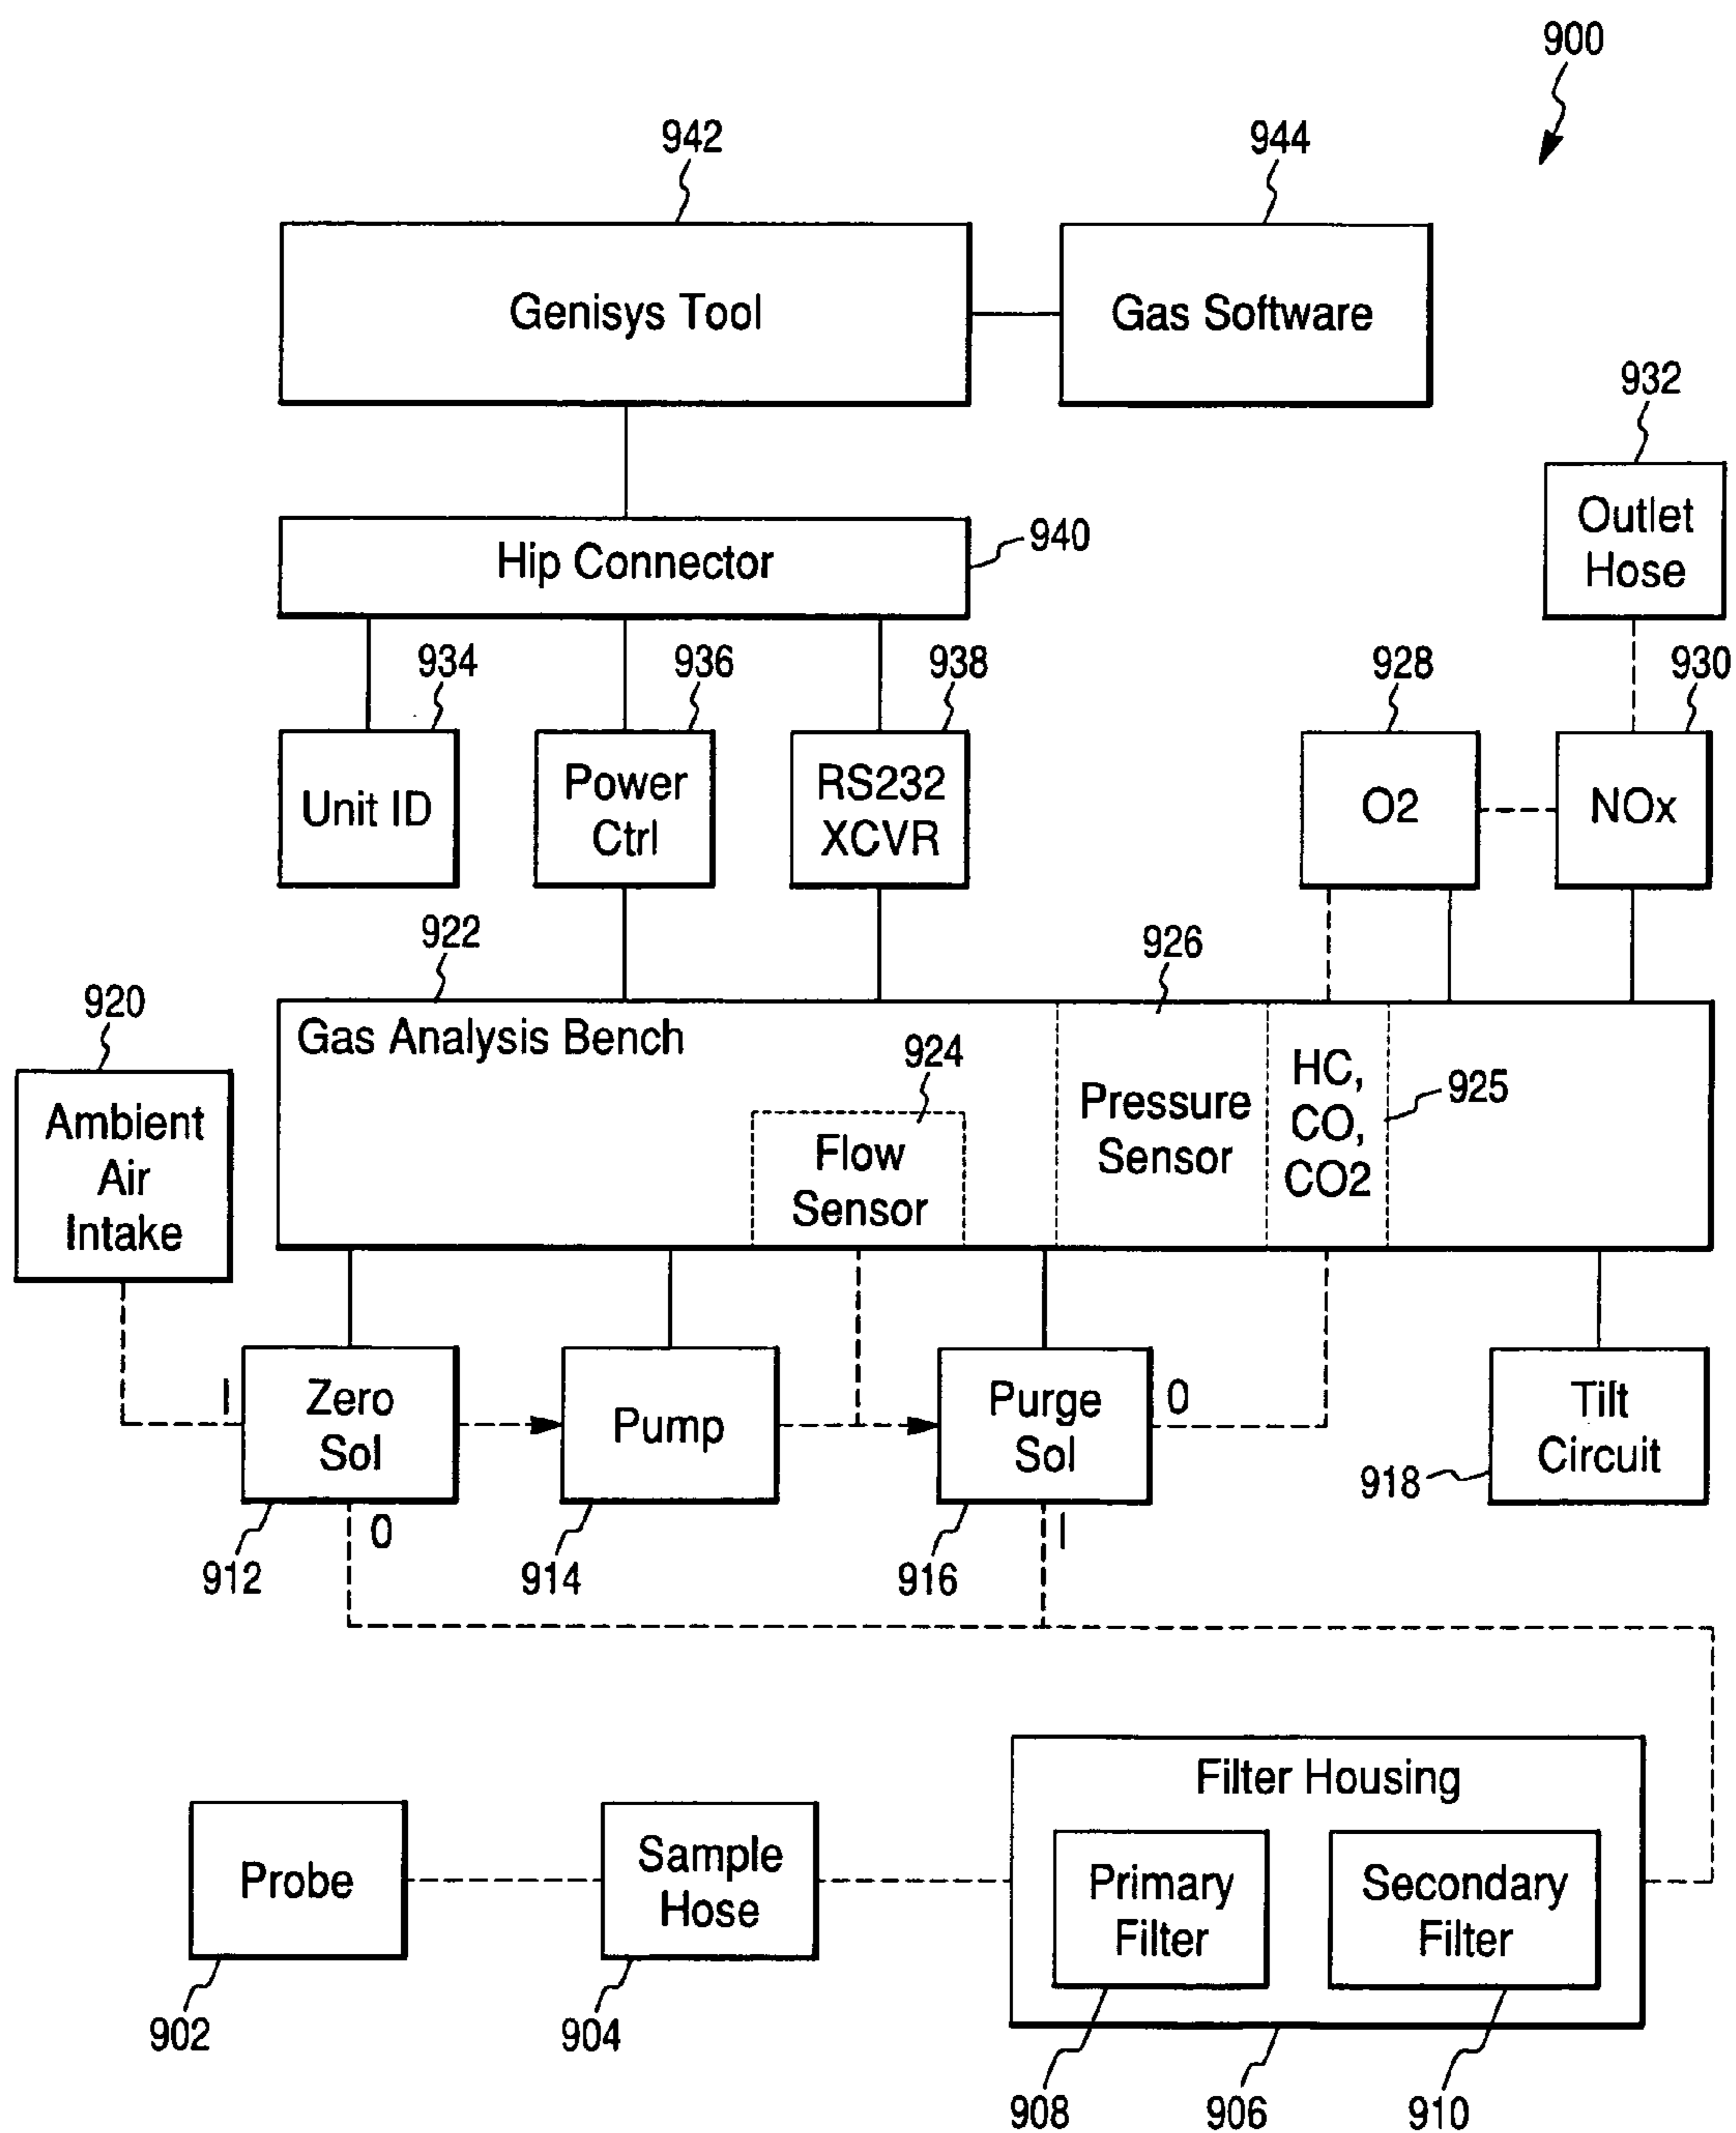 900
942
944
Genisys Tool
Gas Software
932
Outlet
Hose
Hip Connector
940
934
936
938
928
930
Unit ID
Power
Ctrl
RS232
XCVR
O2
NOx
922
926
920
Gas Analysis Bench
924
Flow
Sensor
Pressure
Sensor
HC,
CO,
CO2
925
Ambient
Air
Intake
I
Zero
Sol
Pump
Purge
Sol
0
Tilt
Circuit
918
0
I
912
914
916
Filter Housing
Probe
Sample
Hose
Primary
Filter
Secondary
Filter
902
904
908
906
910